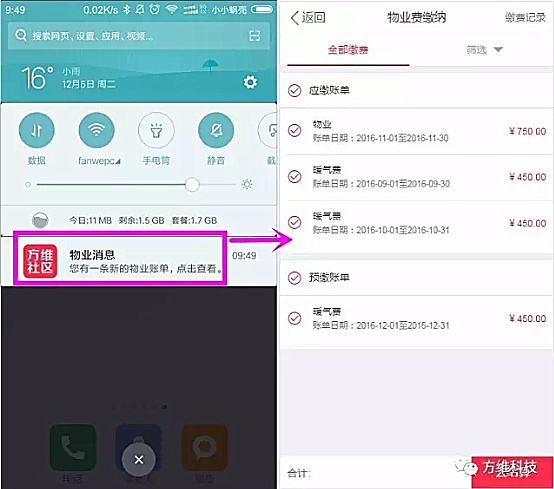 9:49
0.02K/s
小小蜗壳
搜索网页、设置、应用、视频...
16°
小雨
12月6日 周二
数据
fanwepc
手电筒
静音
截
今日:11 MB 剩余:1.5 GB 套餐:1.7 GB
方维
社区
物业消息
09:49
您有一条新的物业账单，点击查看。
返回
物业费缴纳
缴费记录
全部缴费
筛选
应缴账单
物业
账单日期：2016-11-01至2016-11-30
¥750.00
暖气费
账单日期：2016-09-01至2016-09-30
¥450.00
暖气费
账单日期：2016-10-01至2016-10-31
¥450.00
预缴账单
暖气费
账单日期：2016-12-01至2016-12-31
¥450.00
合计:
方维科技